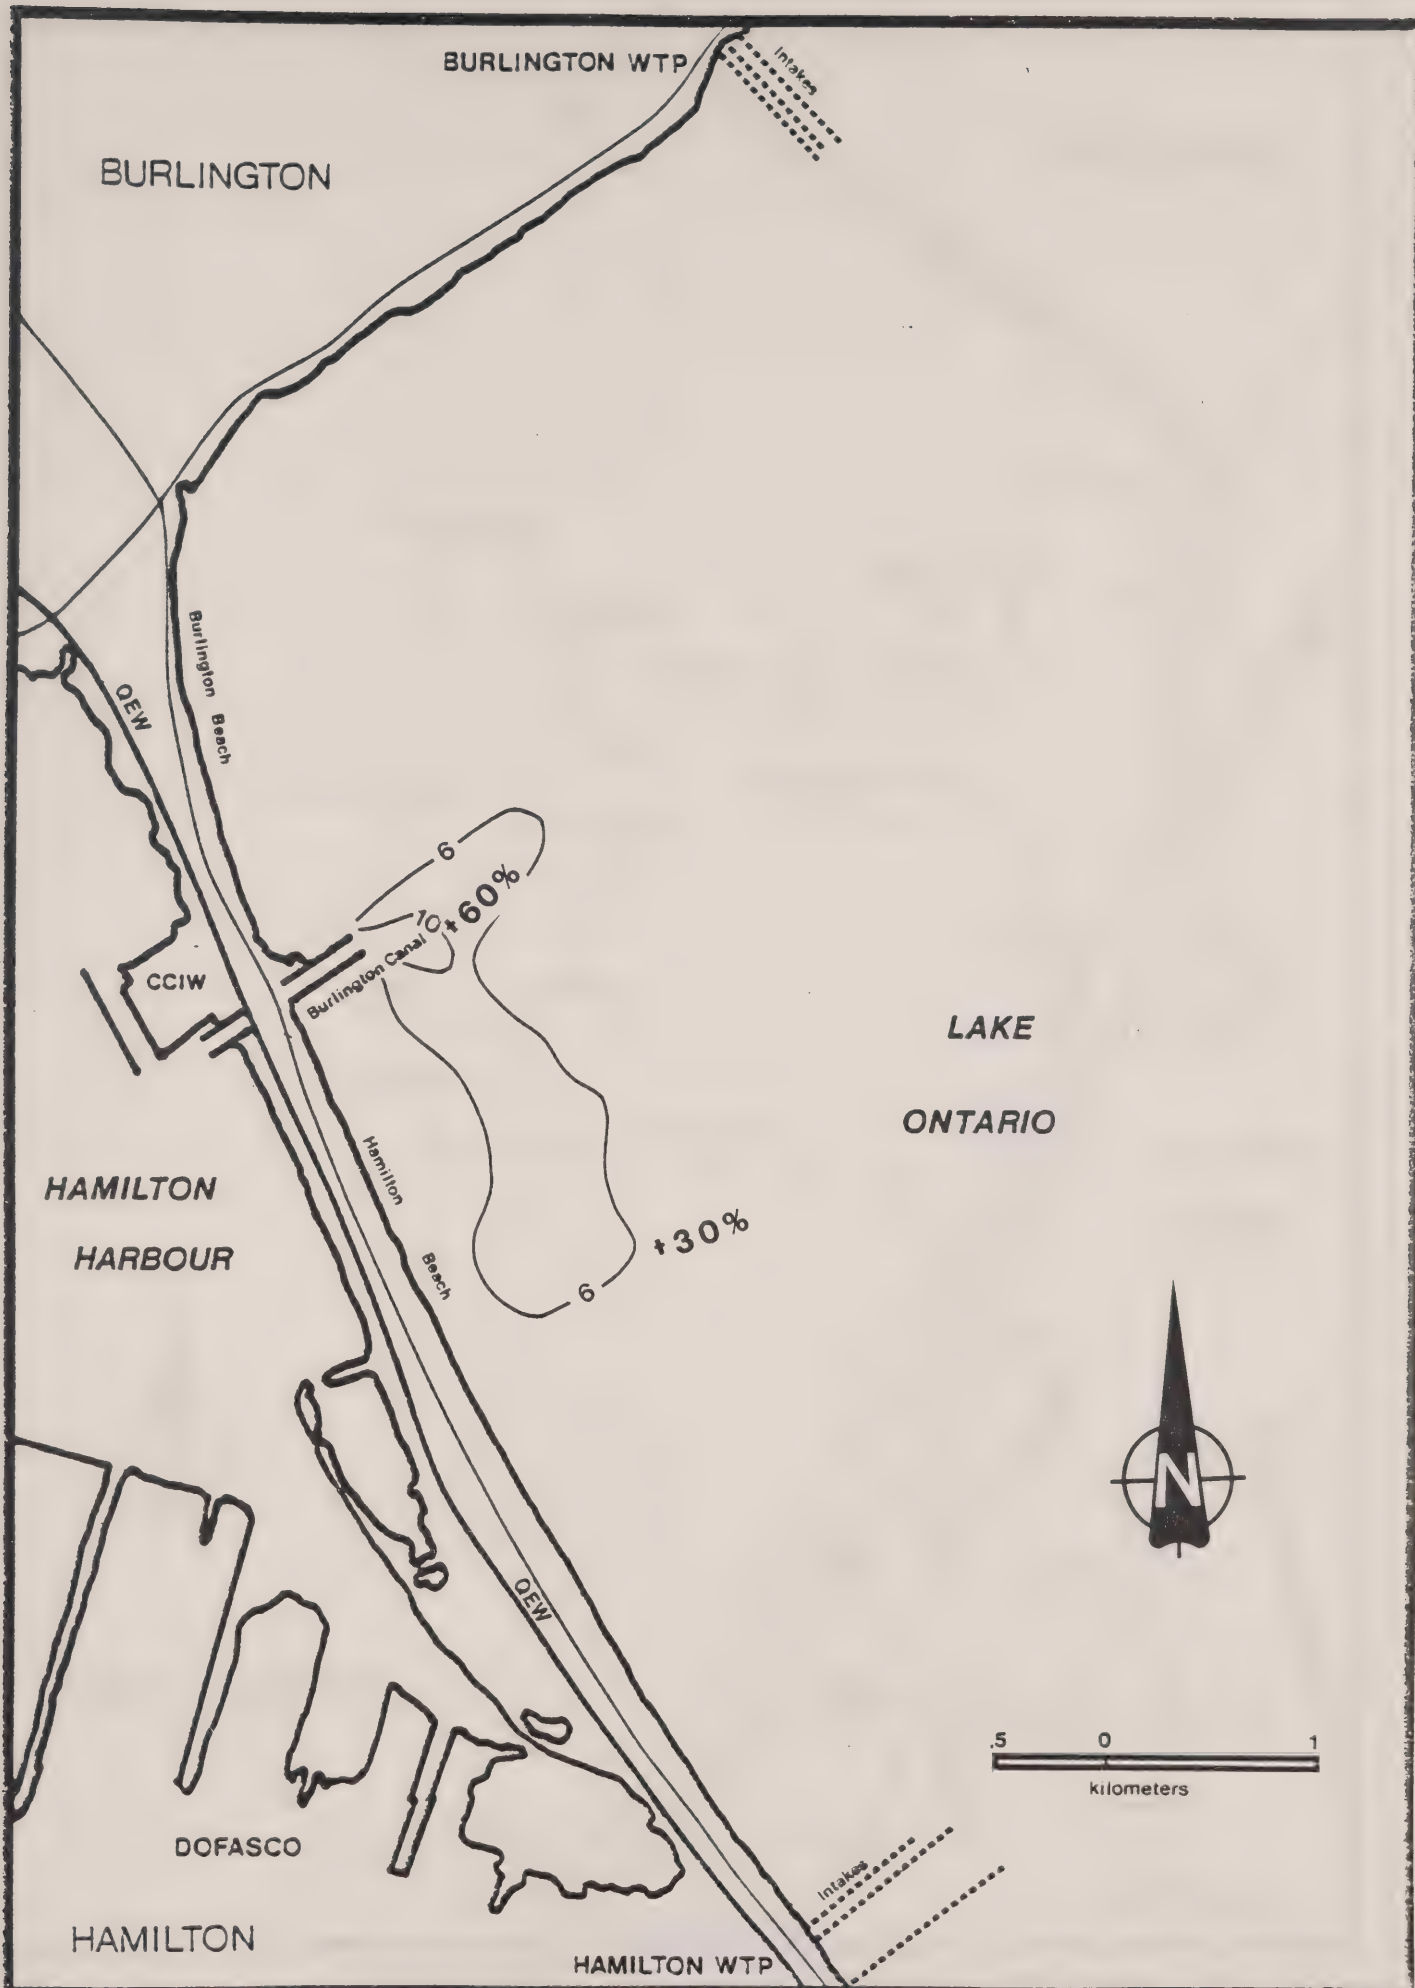 BURLINGTON WTP
Intakes
BURLINGTON
Burlington Beach
QEW
6
10
+60%
Burlington Canal
CCIW
LAKE
ONTARIO
Hamilton Beach
HAMILTON
HARBOUR
+30%
6
N
QEW
.5 0 1
kilometers
DOFASCO
Intakes
HAMILTON
HAMILTON WTP